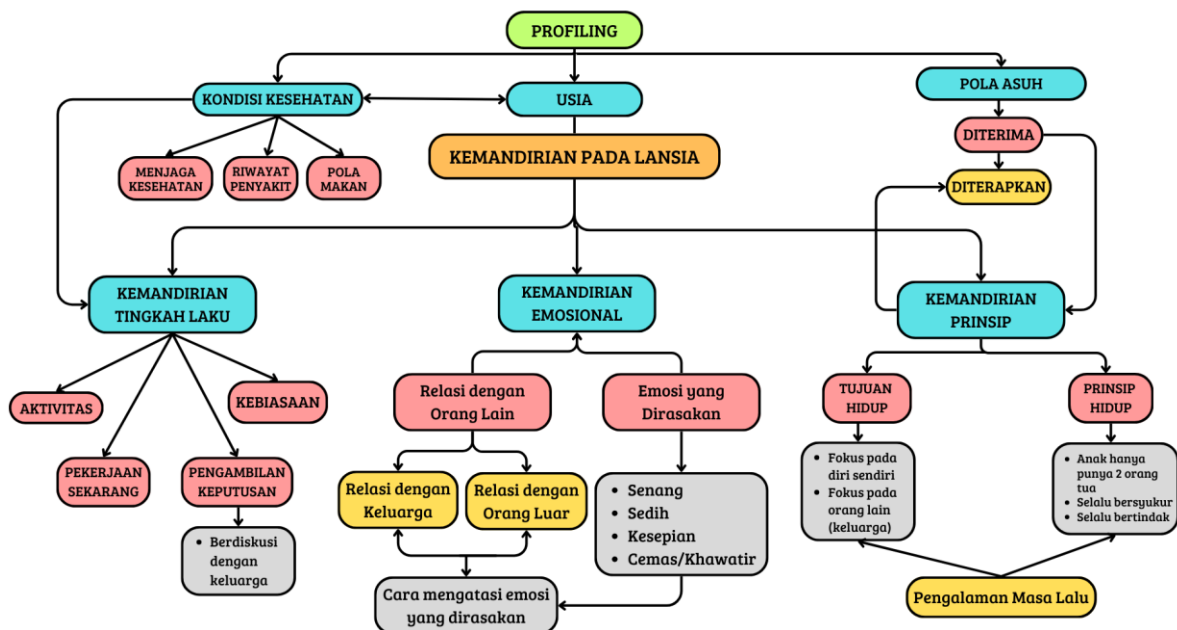 PROFILING
KONDISI KESEHATAN
USIA
POLA ASUH
MENJAGA
KESEHATAN
RIWAYAT
PENYAKIT
POLA
MAKAN
KEMANDIRIAN PADA LANSIA
DITERIMA
DITERAPKAN
KEMANDIRIAN
TINGKAH LAKU
KEMANDIRIAN
EMOSIONAL
KEMANDIRIAN
PRINSIP
AKTIVITAS
PEKERJAAN
SEKARANG
PENGAMBILAN
KEPUTUSAN
KEBIASAAN
• Berdiskusi
dengan
keluarga
Relasi dengan
Orang Lain
Emosi yang
Dirasakan
Relasi dengan
Keluarga
Relasi dengan
Orang Luar
• Senang
• Sedih
• Kesepian
• Cemas/Khawatir
Cara mengatasi emosi
yang dirasakan
TUJUAN
HIDUP
PRINSIP
HIDUP
• Fokus pada
diri sendiri
• Fokus pada
orang lain
(keluarga)
• Anak hanya
punya 2 orang
tua
• Selalu bersyukur
• Selalu bertindak
Pengalaman Masa Lalu